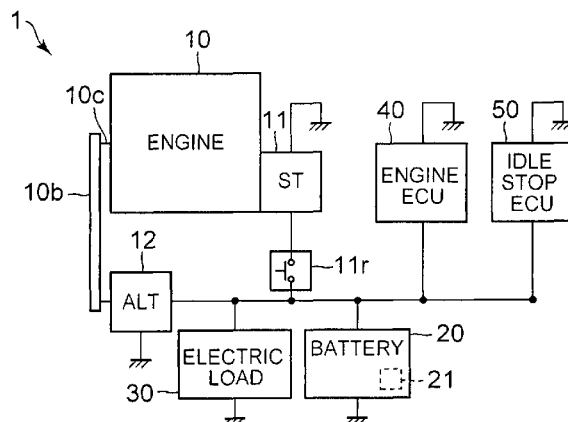 1
10
10c
ENGINE
11
ST
10b
40
ENGINE
ECU
50
IDLE
STOP
ECU
12
ALT
11r
ELECTRIC
LOAD
30
BATTERY
20
21